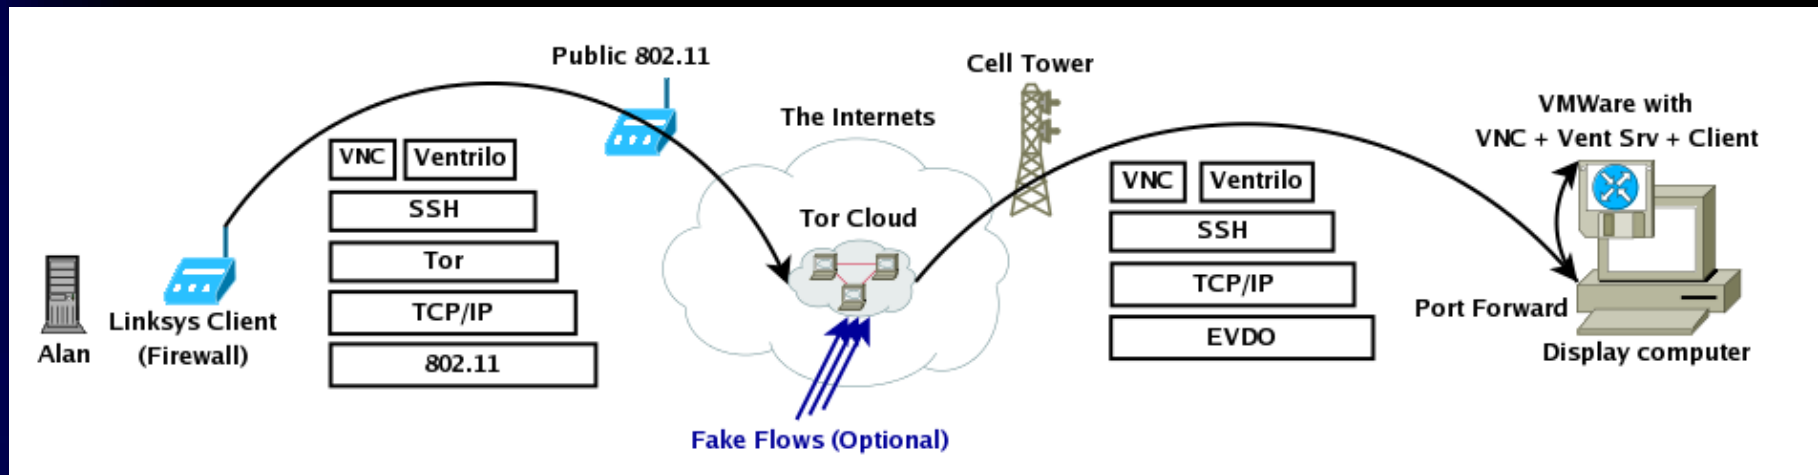 Public 802.11
Cell Tower
The Internets
VMWare with
VNC + Vent Srv + Client
VNC
Ventrilo
SSH
Tor
TCP/IP
802.11
Tor Cloud
VNC
Ventrilo
SSH
TCP/IP
EVDO
Alan
Linksys Client
(Firewall)
Port Forward
Display computer
Fake Flows (Optional)